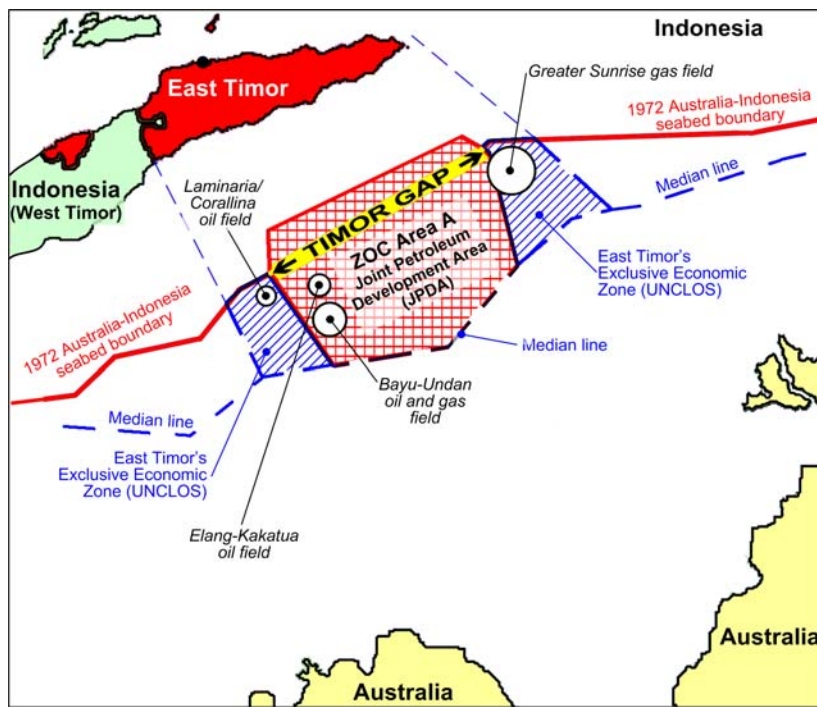 Indonesia
Greater Sunrise gas field
East Timor
1972 Australia-Indonesia
seabed boundary
Indonesia
(West Timor)
Laminaria/
Corallina
oil field
TIMOR GAP
Median line
ZOC Area A
Joint Petroleum
Development Area
(JPDA)
East Timor's
Exclusive Economic
Zone (UNCLOS)
1972 Australia-Indonesia
seabed boundary
Median line
Bayu-Undan
oil and gas
field
Median line
East Timor's
Exclusive Economic
Zone (UNCLOS)
Elang-Kakatua
oil field
Australia
Australia